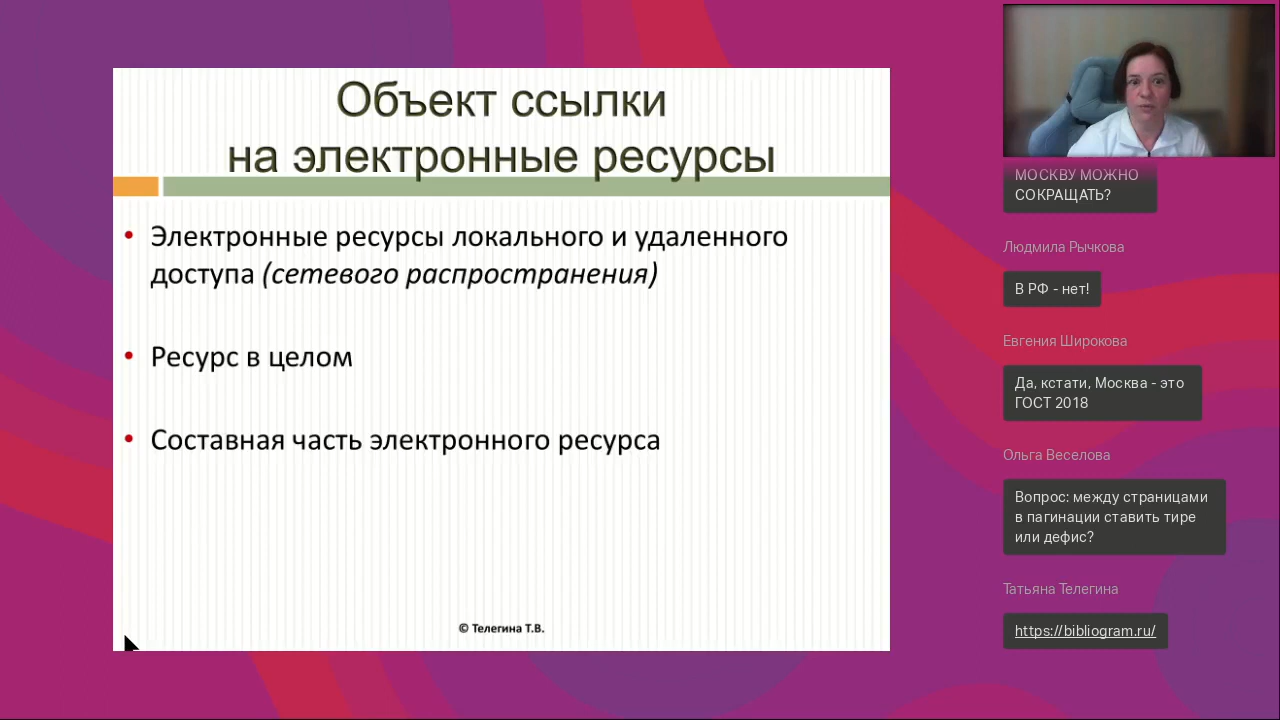 Объект ссылки
на электронные ресурсы
• Электронные ресурсы локального и удаленного
доступа (сетевого распространения)
• Ресурс в целом
• Составная часть электронного ресурса
© Телегина Т.В.
МОСКВУ МОЖНО
СОКРАЩАТЬ?
Людмила Рычкова
В РФ - нет!
Евгения Широкова
Да, кстати, Москва - это
ГОСТ 2018
Ольга Веселова
Вопрос: между страницами
в пагинации ставить тире
или дефис?
Татьяна Телегина
https://bibliogram.ru/